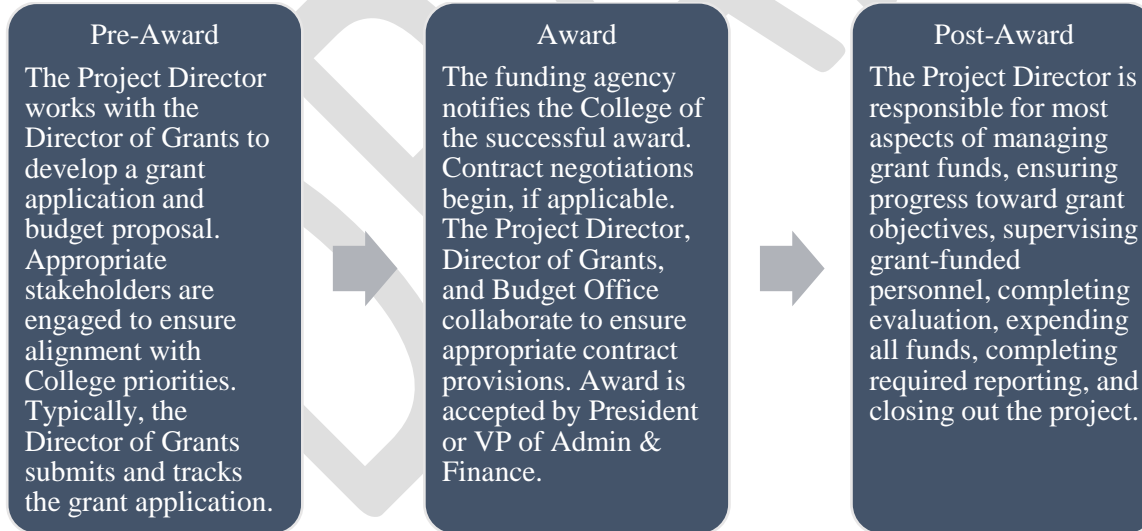 Pre-Award
The Project Director
works with the
Director of Grants to
develop a grant
application and
budget proposal.
Appropriate
stakeholders are
engaged to ensure
alignment with
College priorities.
Typically, the
Director of Grants
submits and tracks
the grant application.
Award
The funding agency
notifies the College of
the successful award.
Contract negotiations
begin, if applicable.
The Project Director,
Director of Grants,
and Budget Office
collaborate to ensure
appropriate contract
provisions. Award is
accepted by President
or VP of Admin &
Finance.
Post-Award
The Project Director is
responsible for most
aspects of managing
grant funds, ensuring
progress toward grant
objectives, supervising
grant-funded
personnel, completing
evaluation, expending
all funds, completing
required reporting, and
closing out the project.